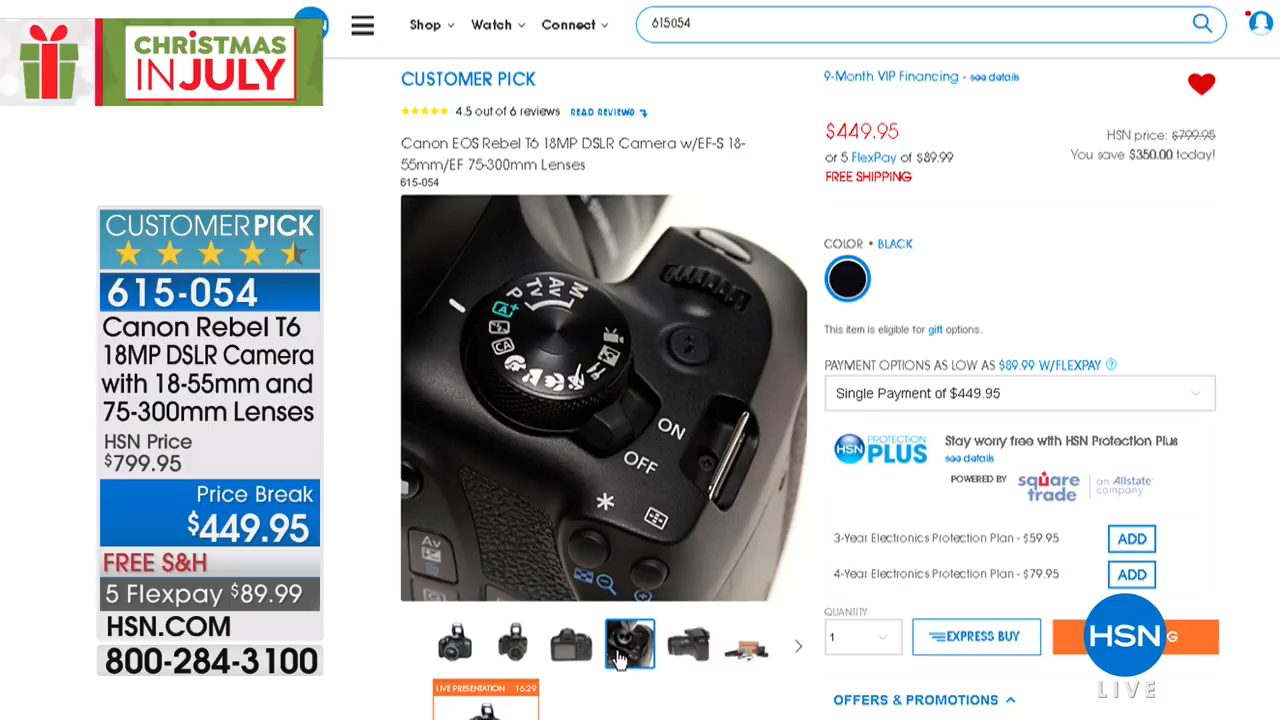 CHRISTMAS
IN JULY
CUSTOMERPICK
615-054
Canon Rebel T6
18MP DSLR Camera
with 18-55mm and
75-300mm Lenses
HSN Price
$799.95
Price Break
$449.95
FREE S&H
5 Flexpay $89.99
HSN.COM
800-284-3100
Shop Watch Connect
615054
CUSTOMER PICK
4.5 out of 6 reviews READ REVIEWS
Canon EOS Rebel T6 18MP DSLR Camera w/EF-S 18-
55mm/EF 75-300mm Lenses
615-054
M
Av
Tv
P
A+
CA
ON
OFF
Av
LIVE PRESENTATION 16:29
9-Month VIP Financing - see details
$449.95
HSN price: $799.95
or 5 FlexPay of $89.99
You save $350.00 today!
FREE SHIPPING
COLOR • BLACK
This item is eligible for gift options.
PAYMENT OPTIONS AS LOW AS $89.99 W/FLEXPAY ?
Single Payment of $449.95
HSN PROTECTION PLUS
Stay worry free with HSN Protection Plus
see details
POWERED BY square trade an Allstate company
3-Year Electronics Protection Plan - $59.95 ADD
4-Year Electronics Protection Plan - $79.95 ADD
QUANTITY
1 EXPRESS BUY
HSN
LIVE
OFFERS & PROMOTIONS